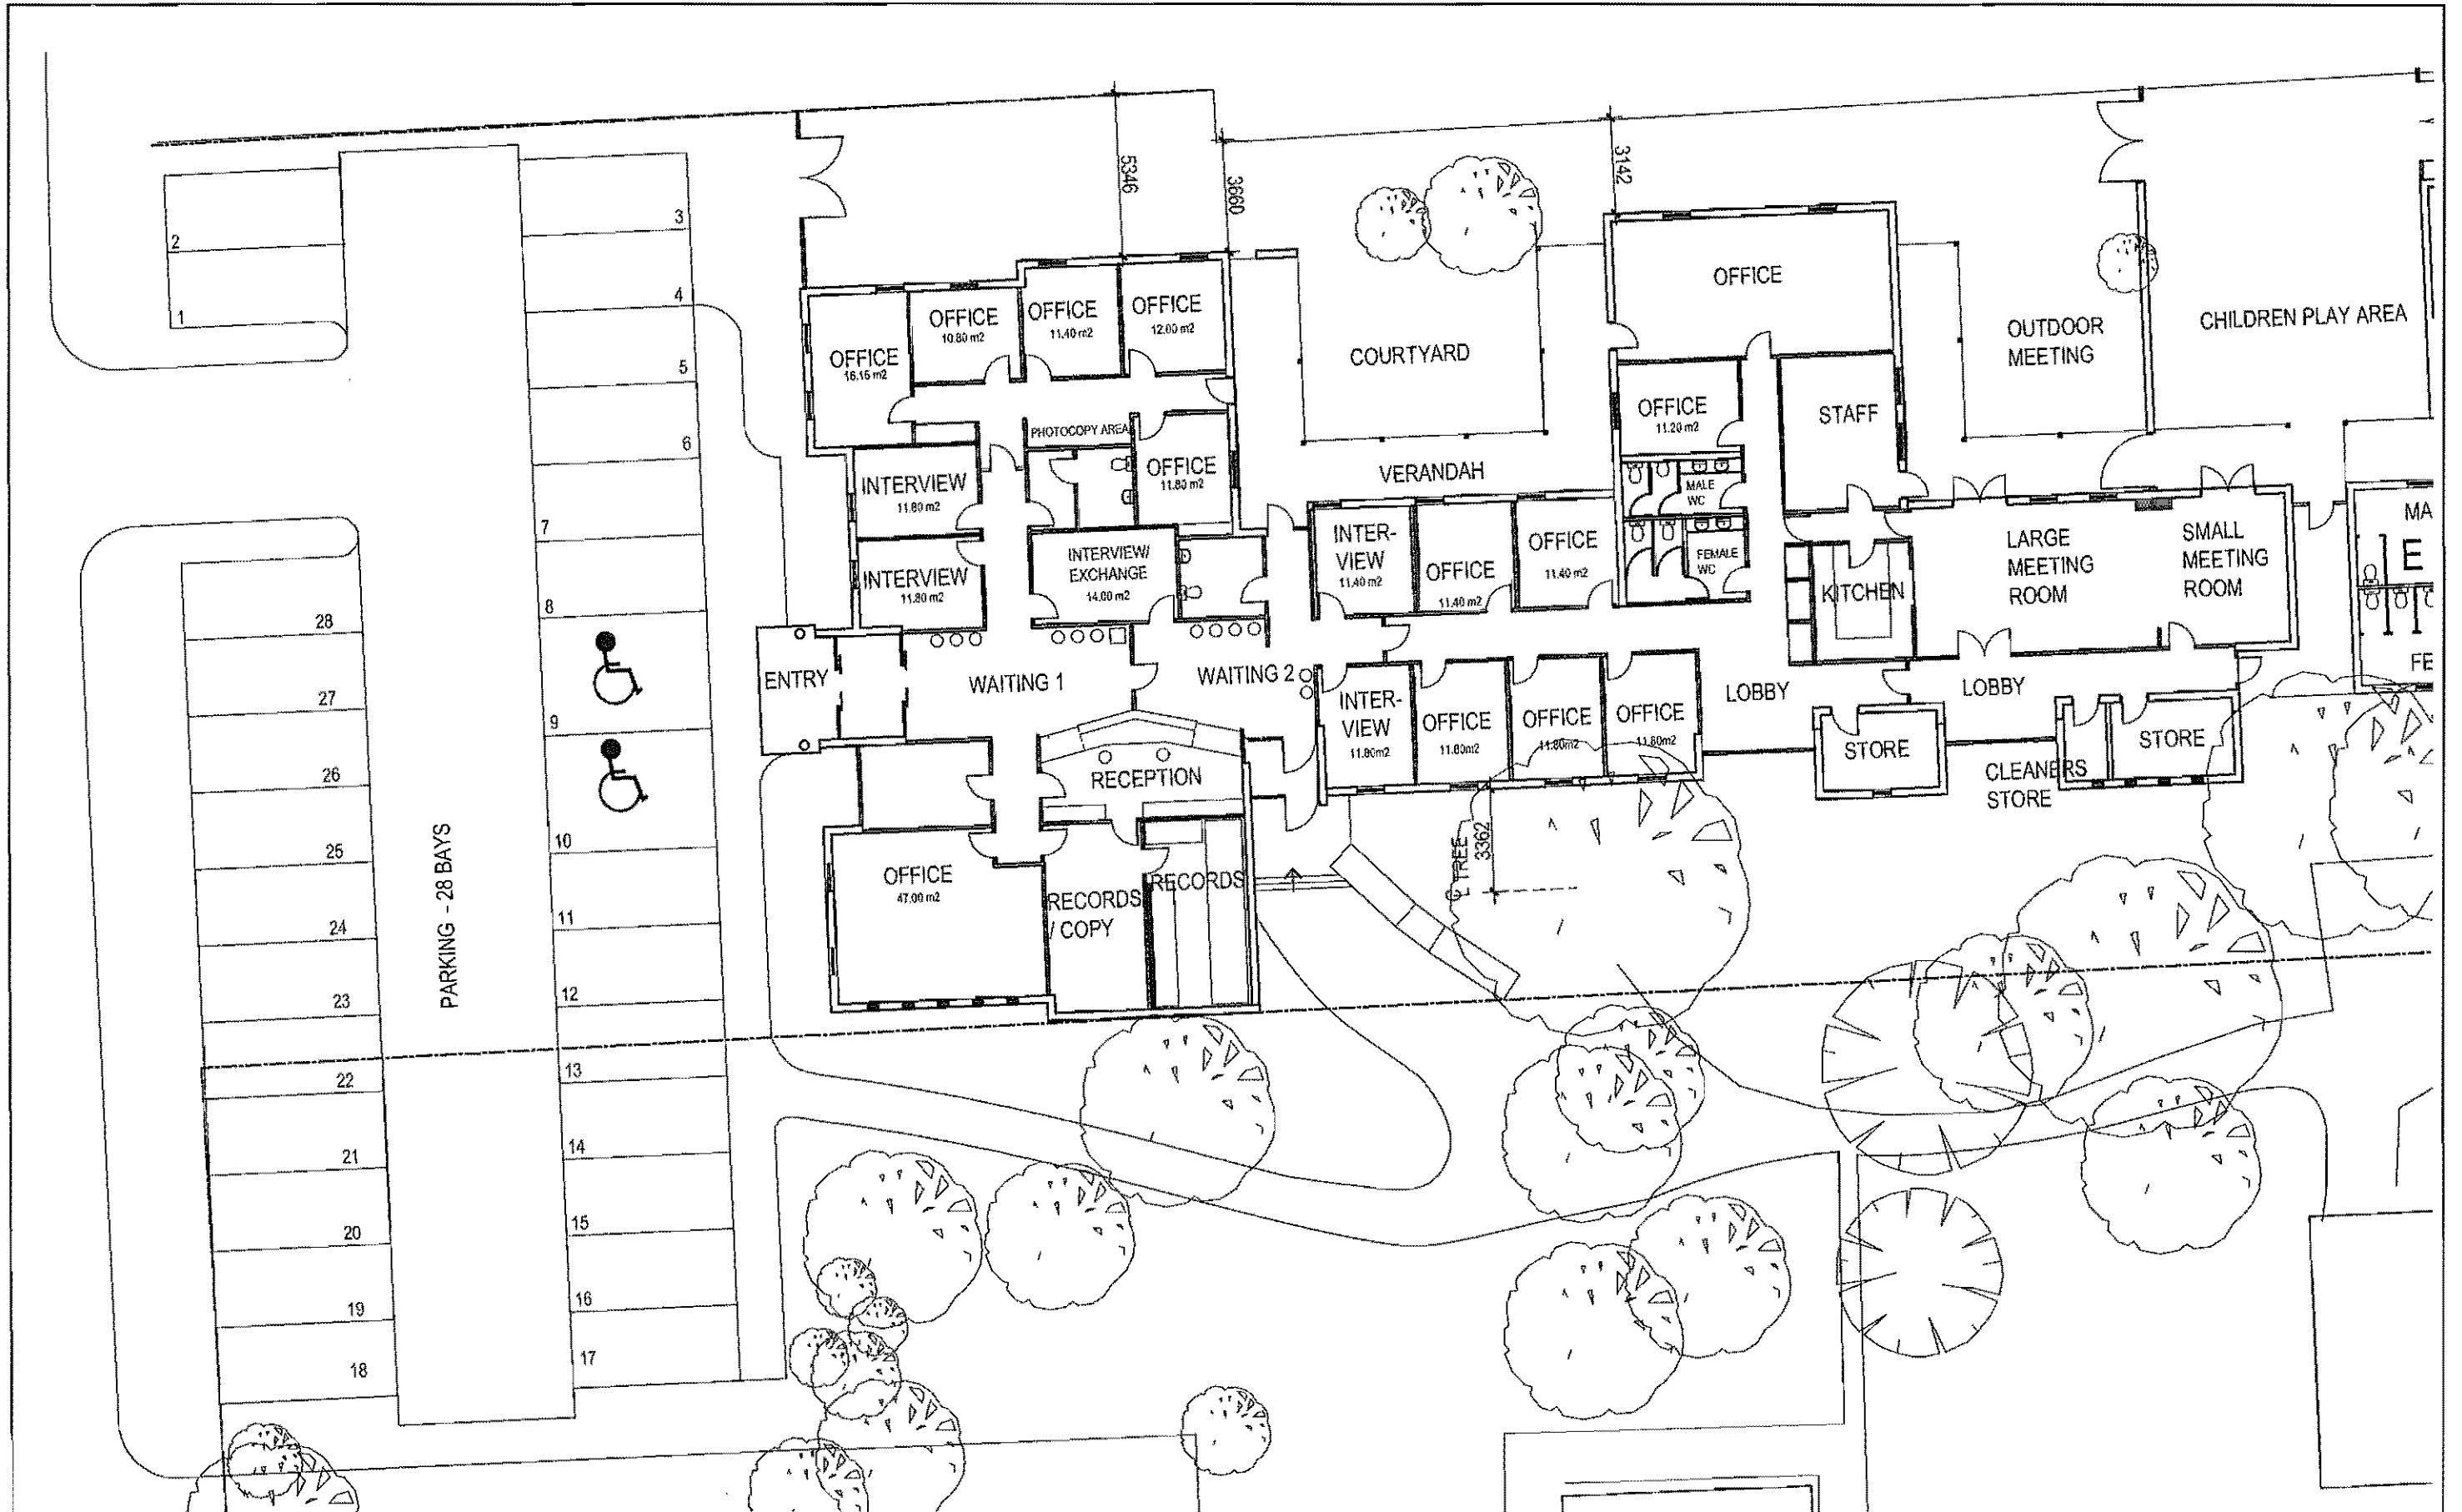 5346
3660
3142
2
1
3
4
5
6
7
8
9
10
11
12
13
14
15
16
17
28
27
26
25
24
23
22
21
20
19
18
PARKING - 28 BAYS
OFFICE
16.15 m2
OFFICE
10.80 m2
OFFICE
11.40 m2
OFFICE
12.00 m2
PHOTOCOPY AREA
OFFICE
11.80 m2
INTERVIEW
11.80 m2
INTERVIEW
11.80 m2
INTERVIEW/
EXCHANGE
14.00 m2
COURTYARD
VERANDAH
OFFICE
OFFICE
11.20 m2
STAFF
MALE
WC
FEMALE
WC
OUTDOOR
MEETING
CHILDREN PLAY AREA
INTER-
VIEW
11.40 m2
OFFICE
11.40 m2
OFFICE
11.40 m2
KITCHEN
LARGE
MEETING
ROOM
SMALL
MEETING
ROOM
MA
E
FE
ENTRY
WAITING 1
WAITING 2
INTER-
VIEW
11.80m2
OFFICE
11.80m2
OFFICE
11.80m2
OFFICE
11.80m2
LOBBY
LOBBY
STORE
CLEANERS
STORE
STORE
RECEPTION
OFFICE
47.00 m2
RECORDS
/ COPY
RECORDS
TREE
3362